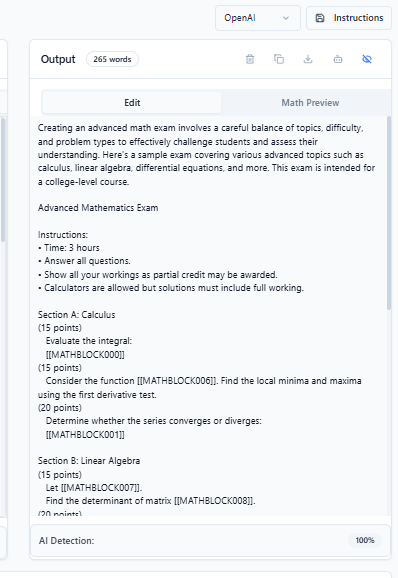 OpenAI
Instructions
Output
265 words
Edit
Math Preview
Creating an advanced math exam involves a careful balance of topics, difficulty,
and problem types to effectively challenge students and assess their
understanding. Here's a sample exam covering various advanced topics such as
calculus, linear algebra, differential equations, and more. This exam is intended for
a college-level course.
Advanced Mathematics Exam
Instructions:
• Time: 3 hours
• Answer all questions.
• Show all your workings as partial credit may be awarded.
• Calculators are allowed but solutions must include full working.
Section A: Calculus
(15 points)
Evaluate the integral:
[[MATHBLOCK000]]
(15 points)
Consider the function [[MATHBLOCK006]]. Find the local minima and maxima
using the first derivative test.
(20 points)
Determine whether the series converges or diverges:
[[MATHBLOCK001]]
Section B: Linear Algebra
(15 points)
Let [[MATHBLOCK007]].
Find the determinant of matrix [[MATHBLOCK008]].
(20 points)
AI Detection:
100%